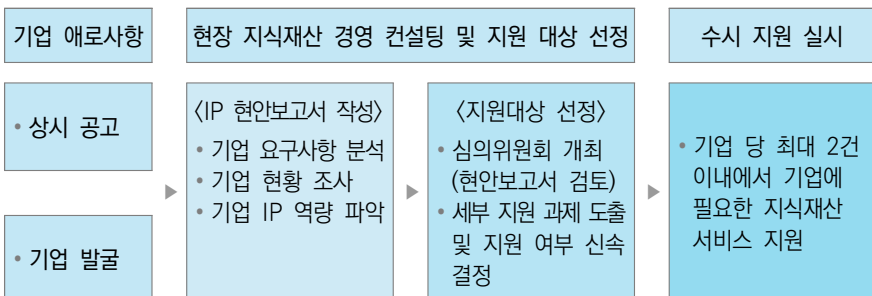 기업 애로사항
현장 지식재산 경영 컨설팅 및 지원 대상 선정
수시 지원 실시
• 상시 공고
• 기업 발굴
〈IP 현안보고서 작성〉
• 기업 요구사항 분석
• 기업 현황 조사
• 기업 IP 역량 파악
〈지원대상 선정〉
• 심의위원회 개최
(현안보고서 검토)
• 세부 지원 과제 도출
및 지원 여부 신속
결정
• 기업 당 최대 2건
이내에서 기업에
필요한 지식재산
서비스 지원